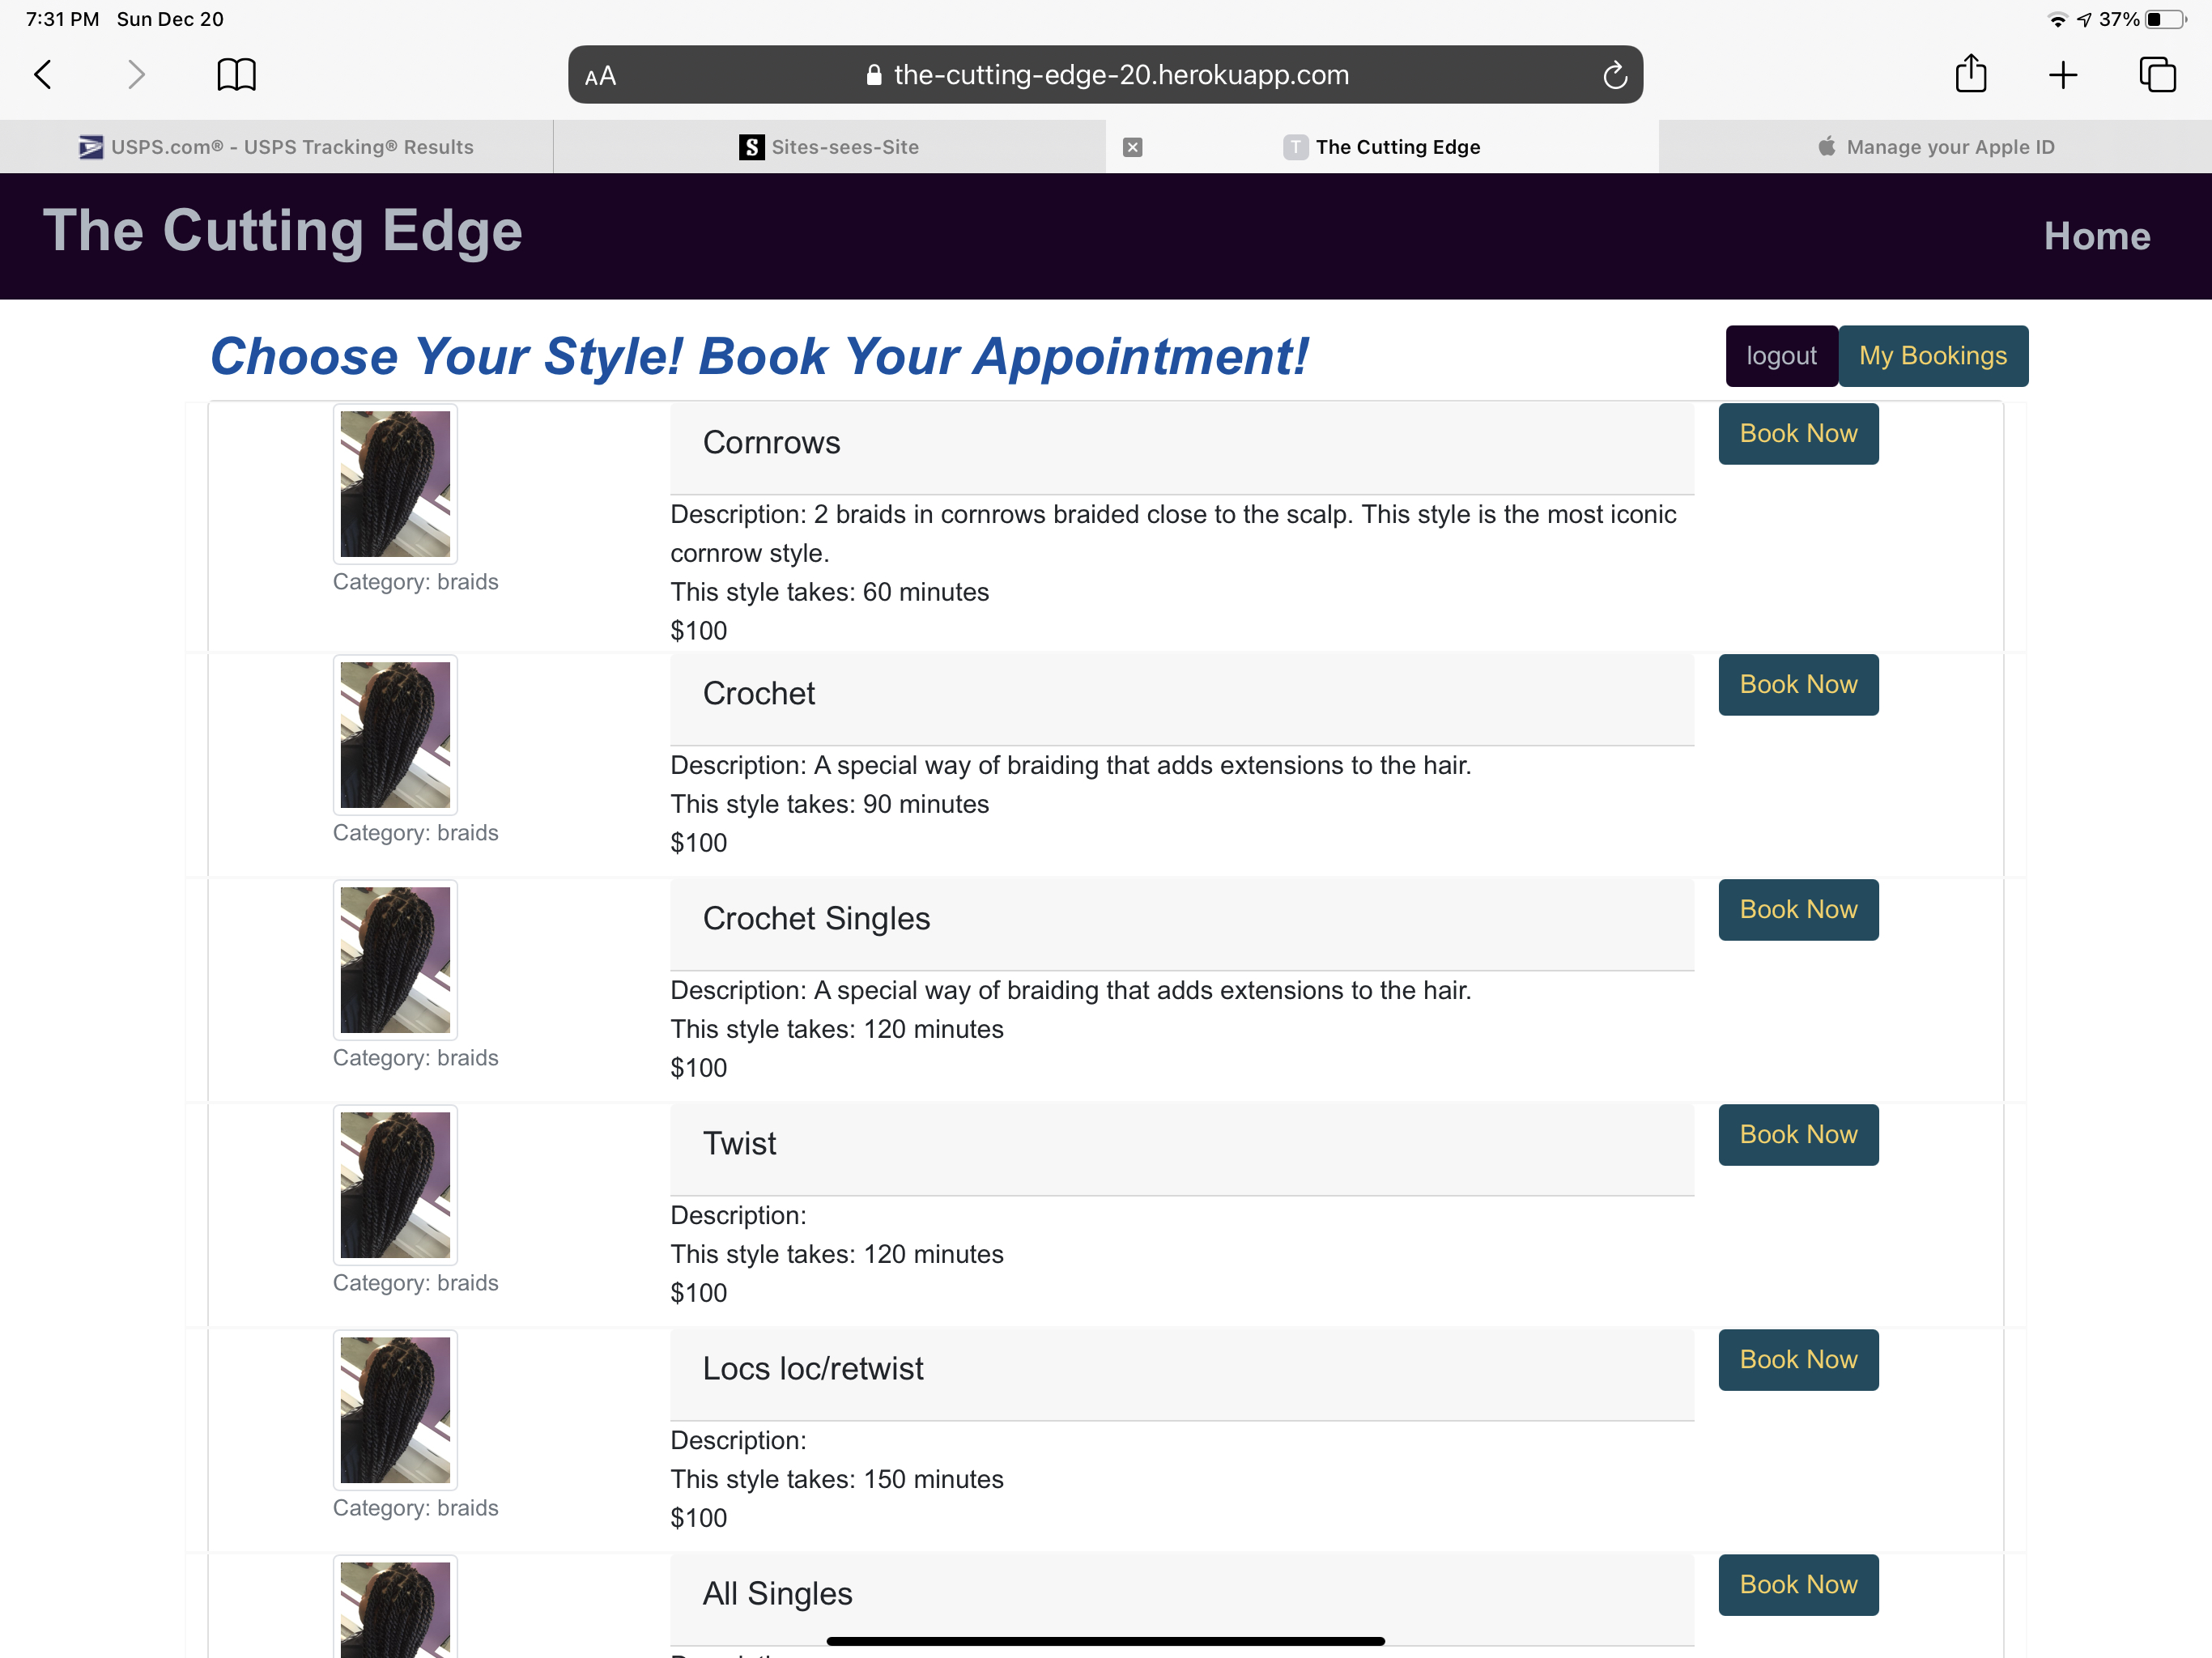 7:31 PM Sun Dec 20
37%
AA
the-cutting-edge-20.herokuapp.com
USPS.com® - USPS Tracking® Results
S Sites-sees-Site
T The Cutting Edge
Manage your Apple ID
The Cutting Edge
Home
Choose Your Style! Book Your Appointment!
logout
My Bookings
Cornrows
Book Now
Description: 2 braids in cornrows braided close to the scalp. This style is the most iconic
cornrow style.
Category: braids
This style takes: 60 minutes
$100
Crochet
Book Now
Description: A special way of braiding that adds extensions to the hair.
This style takes: 90 minutes
Category: braids
$100
Crochet Singles
Book Now
Description: A special way of braiding that adds extensions to the hair.
This style takes: 120 minutes
Category: braids
$100
Twist
Book Now
Description:
This style takes: 120 minutes
Category: braids
$100
Locs loc/retwist
Book Now
Description:
This style takes: 150 minutes
Category: braids
$100
All Singles
Book Now